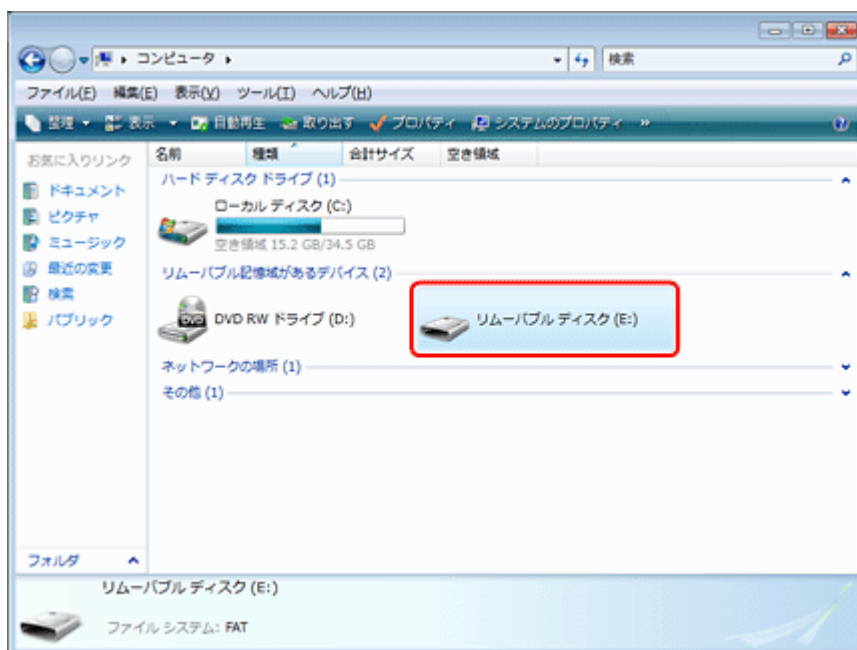 コンピュータ
検索
ファイル(F) 編集(E) 表示(V) ツール(T) ヘルプ(H)
整理 表示 自動再生 取り出す プロパティ システムのプロパティ »
お気に入りリンク
ドキュメント
ピクチャ
ミュージック
最近の変更
検索
パブリック
フォルダ
名前 種類 合計サイズ 空き領域
ハード ディスク ドライブ (1)
ローカル ディスク (C:)
空き領域 15.2 GB/34.5 GB
リムーバブル記憶域があるデバイス (2)
DVD RW ドライブ (D:)
DVD
リムーバブル ディスク (E:)
ネットワークの場所 (1)
その他 (1)
リムーバブル ディスク (E:)
ファイル システム: FAT